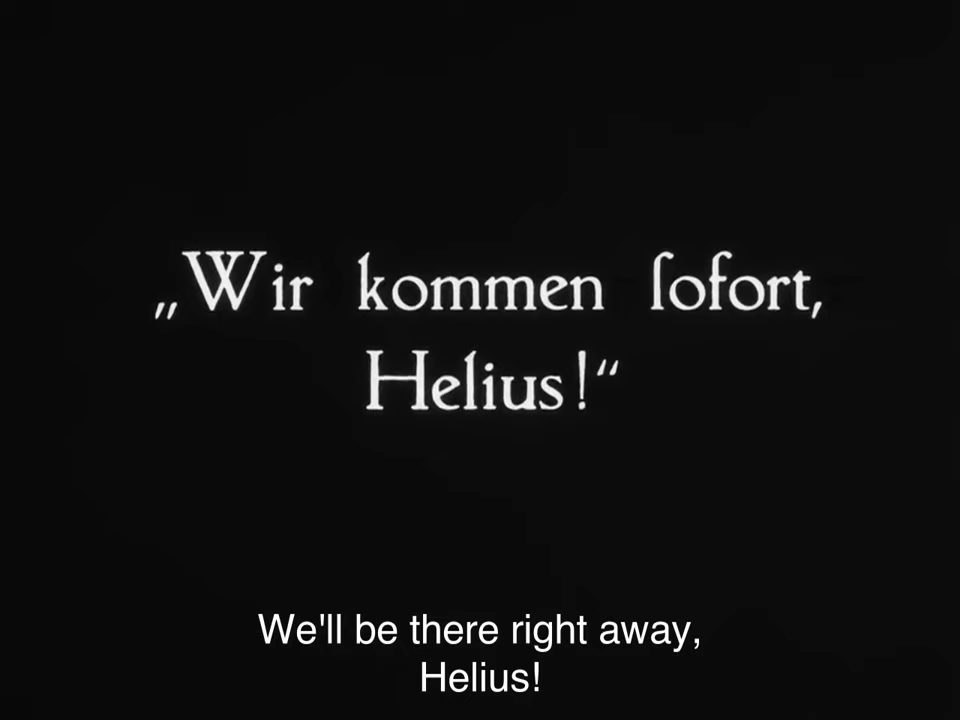 „Wir kommen ſofort,
Helius!“
We'll be there right away,
Helius!